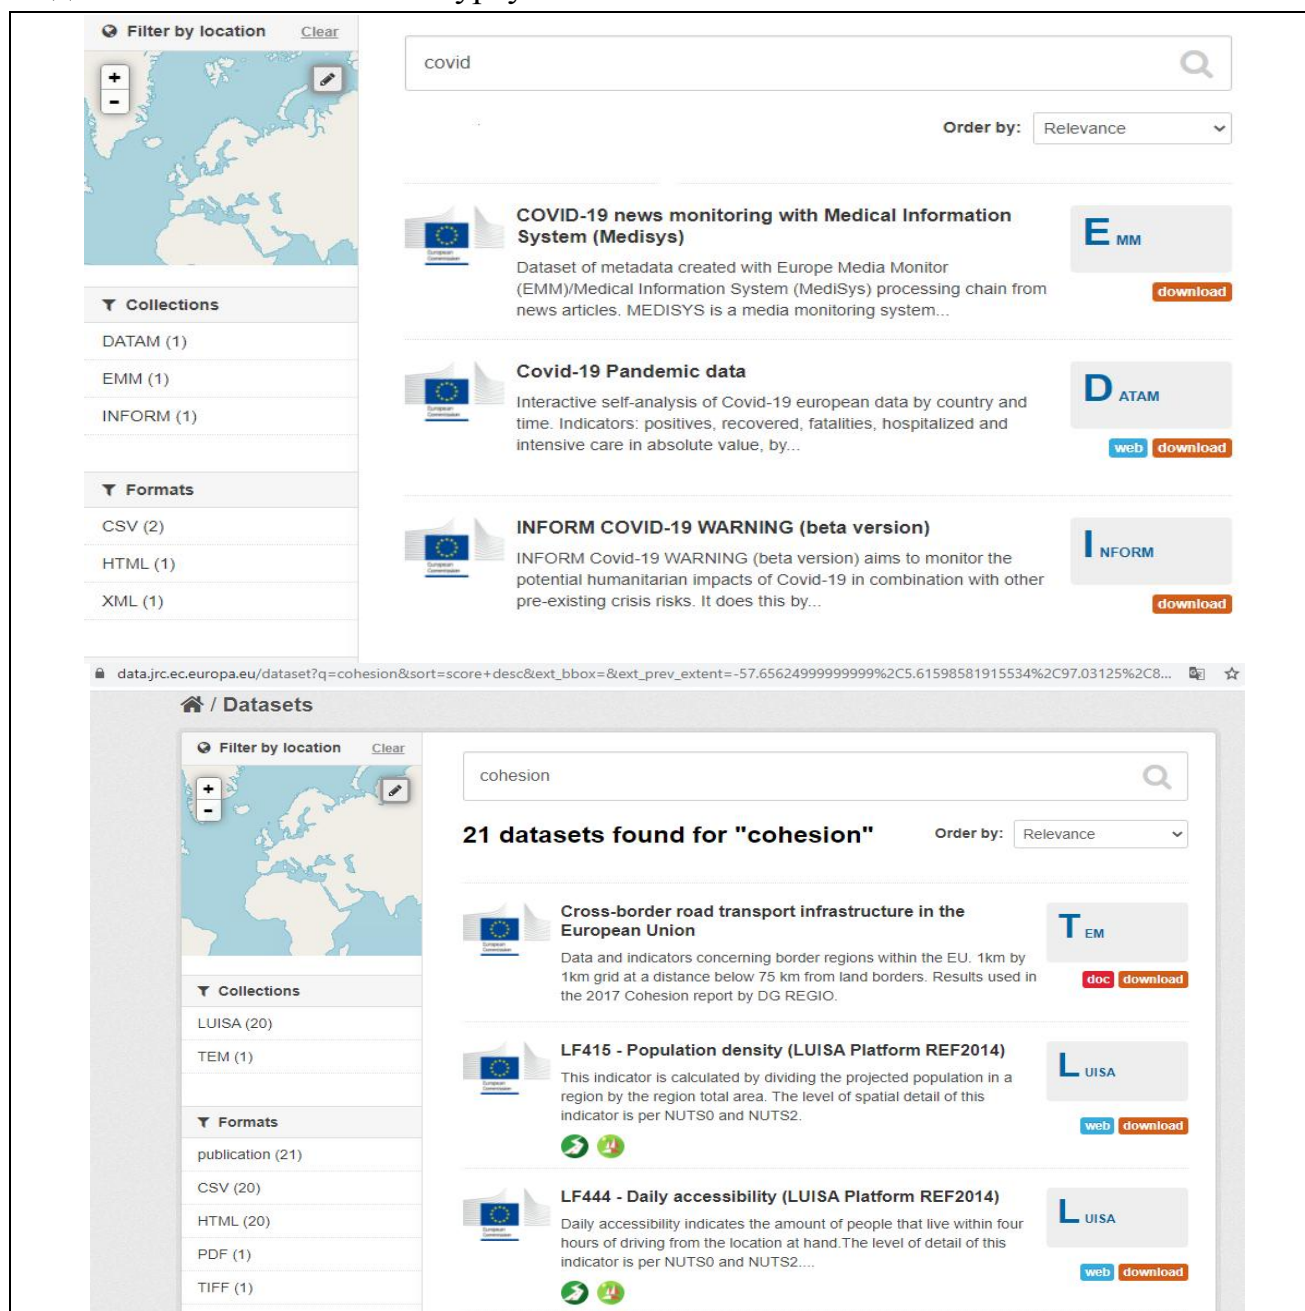 Filter by location Clear
+
-
covid
Order by: Relevance
COVID-19 news monitoring with Medical Information
System (Medisys)
Dataset of metadata created with Europe Media Monitor
(EMM)/Medical Information System (MediSys) processing chain from
news articles. MEDISYS is a media monitoring system...
E MM
download
European
Commission
Collections
DATAM (1)
EMM (1)
INFORM (1)
Covid-19 Pandemic data
Interactive self-analysis of Covid-19 european data by country and
time. Indicators: positives, recovered, fatalities, hospitalized and
intensive care in absolute value, by...
D ATAM
web download
European
Commission
Formats
CSV (2)
HTML (1)
XML (1)
INFORM COVID-19 WARNING (beta version)
INFORM Covid-19 WARNING (beta version) aims to monitor the
potential humanitarian impacts of Covid-19 in combination with other
pre-existing crisis risks. It does this by...
I NFORM
download
European
Commission
data.jrc.ec.europa.eu/dataset?q=cohesion&sort=score+desc&ext_bbox=&ext_prev_extent=-57.65624999999999%2C5.61598581915534%2C97.03125%2C8...
/ Datasets
Filter by location Clear
+
-
cohesion
21 datasets found for "cohesion" Order by: Relevance
Cross-border road transport infrastructure in the
European Union
Data and indicators concerning border regions within the EU. 1km by
1km grid at a distance below 75 km from land borders. Results used in
the 2017 Cohesion report by DG REGIO.
T EM
doc download
European
Commission
Collections
LUISA (20)
TEM (1)
LF415 - Population density (LUISA Platform REF2014)
This indicator is calculated by dividing the projected population in a
region by the region total area. The level of spatial detail of this
indicator is per NUTS0 and NUTS2.
L UISA
web download
European
Commission
Formats
publication (21)
CSV (20)
HTML (20)
PDF (1)
TIFF (1)
LF444 - Daily accessibility (LUISA Platform REF2014)
Daily accessibility indicates the amount of people that live within four
hours of driving from the location at hand.The level of detail of this
indicator is per NUTS0 and NUTS2....
L UISA
web download
European
Commission